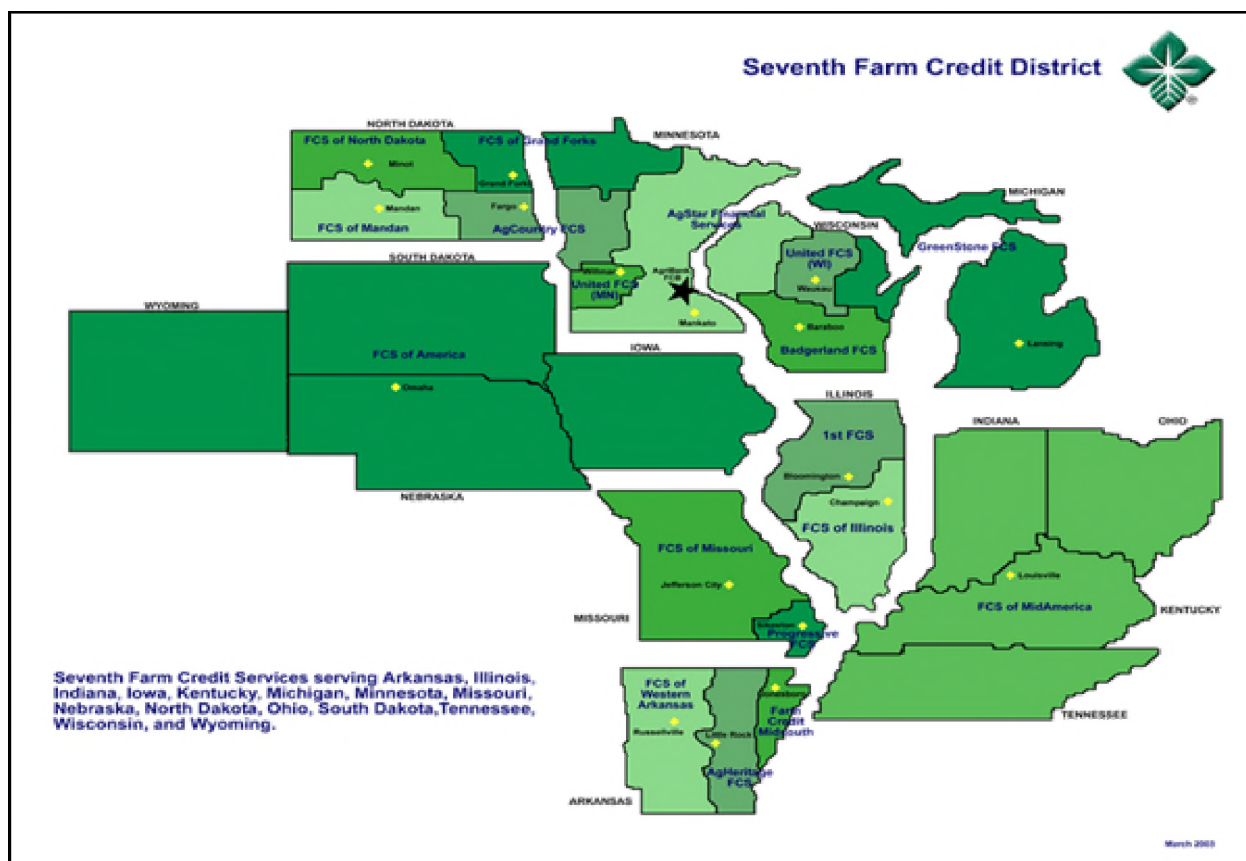 Seventh Farm Credit District
®
NORTH DAKOTA
FCS of North Dakota
Minot
FCS of Grand Forks
Grand Forks
MINNESOTA
Mandan
FCS of Mandan
Fargo
AgCountry FCS
AgStar Financial
Services
WISCONSIN
MICHIGAN
GreenStone FCS
United FCS
(WI)
Wausau
SOUTH DAKOTA
Willmar
United FCS
(MN)
AgriBank
FCB
Mankato
Baraboo
Badgerland FCS
Lansing
WYOMING
FCS of America
IOWA
Omaha
ILLINOIS
INDIANA
OHIO
1st FCS
Bloomington
Champaign
FCS of Illinois
NEBRASKA
FCS of Missouri
Jefferson City
Louisville
FCS of MidAmerica
KENTUCKY
MISSOURI
Sikeston
Progressive
FCS
TENNESSEE
Seventh Farm Credit Services serving Arkansas, Illinois,
Indiana, Iowa, Kentucky, Michigan, Minnesota, Missouri,
Nebraska, North Dakota, Ohio, South Dakota,Tennessee,
Wisconsin, and Wyoming.
FCS of
Western
Arkansas
Russellville
Jonesboro
Farm
Credit
Midsouth
Little Rock
AgHeritage
FCS
ARKANSAS
March 2003